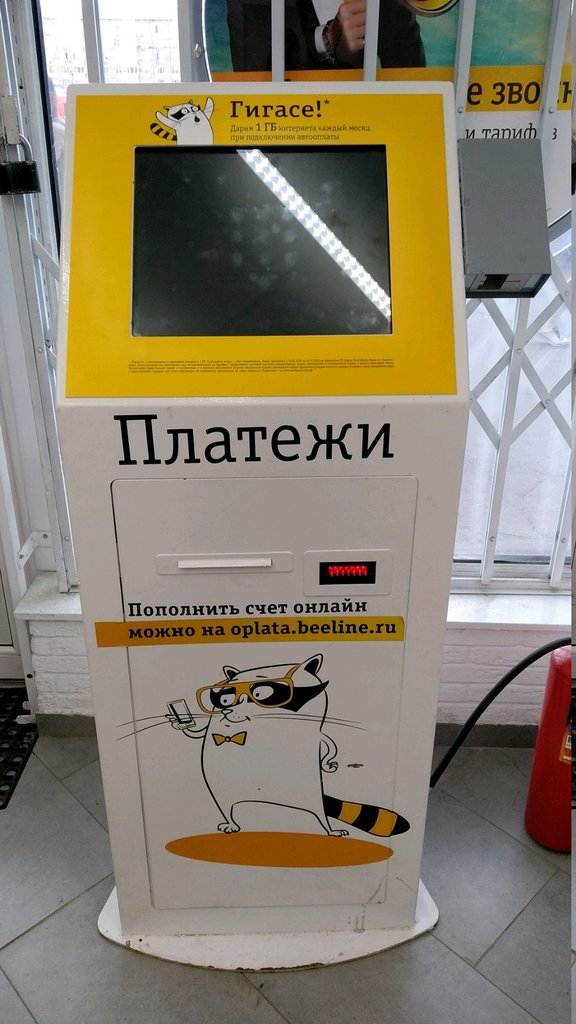 Гигасе!*
Дарим 1 ГБ интернета каждый месяц
при подключении автооплаты
е звон
и тариф
Платежи
Пополнить счет онлайн
можно на oplata.beeline.ru